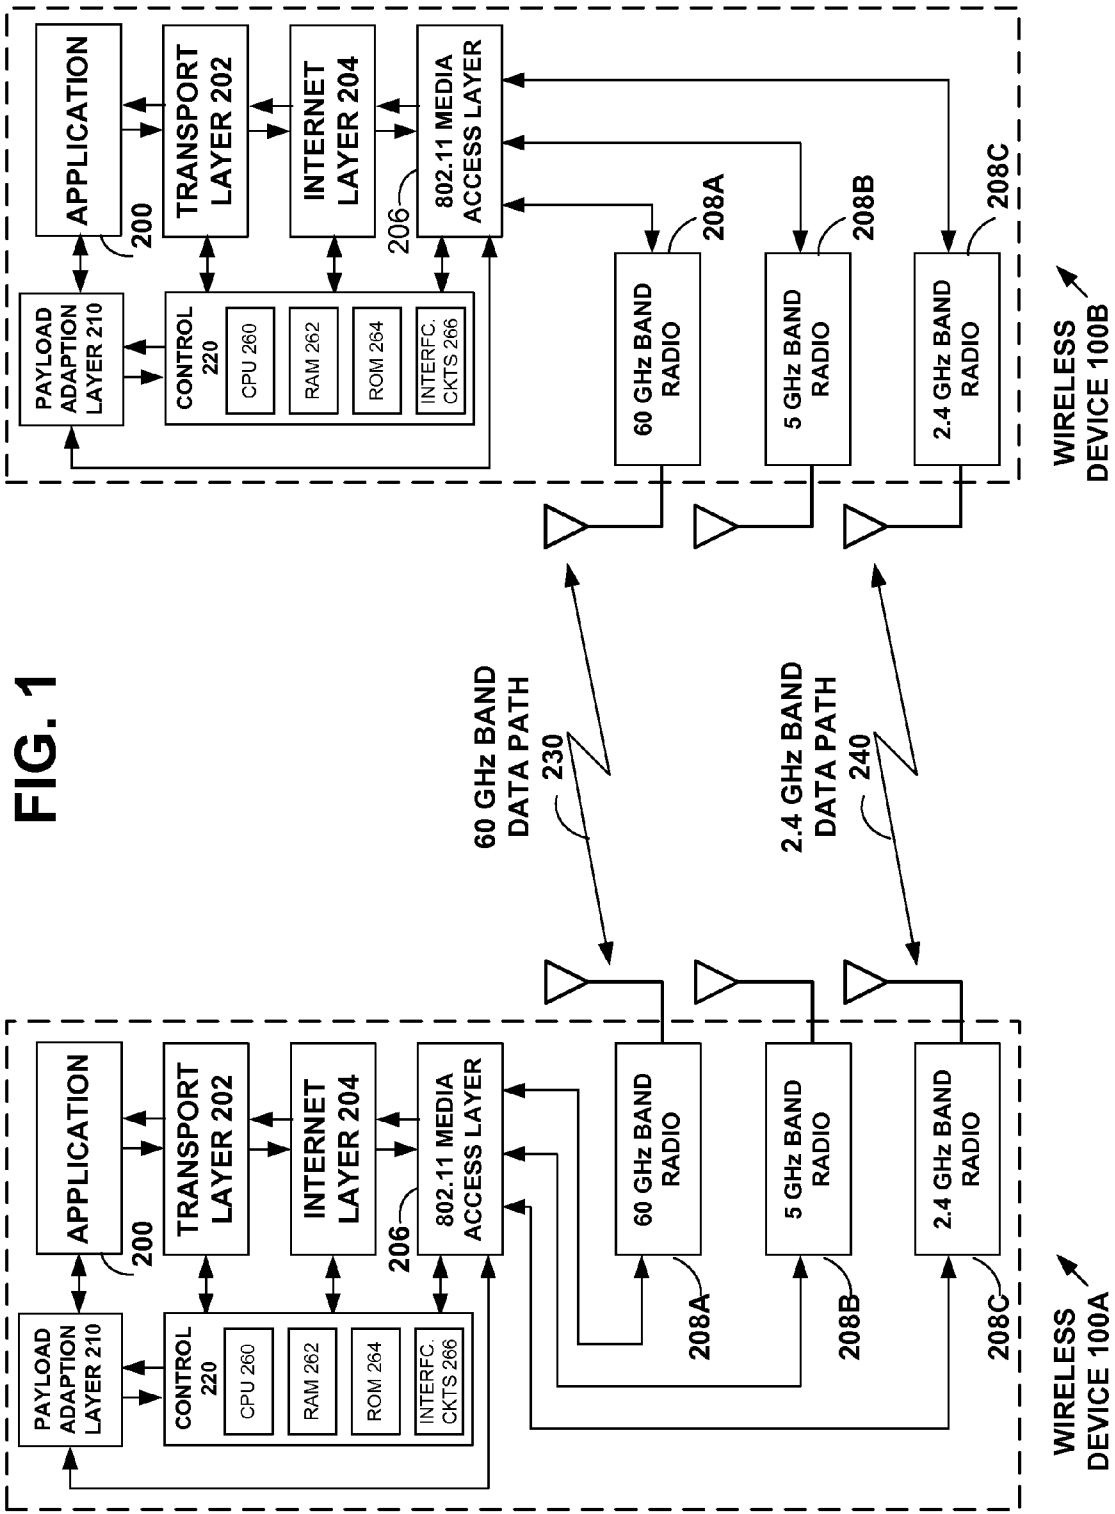 FIG. 1
PAYLOAD
ADAPTION
LAYER 210
APPLICATION
200
TRANSPORT
LAYER 202
INTERNET
LAYER 204
206
802.11 MEDIA
ACCESS LAYER
CONTROL
220
CPU 260
RAM 262
ROM 264
INTERFC.
CKTS 266
60 GHz BAND
RADIO
208A
5 GHz BAND
RADIO
208B
2.4 GHz BAND
RADIO
208C
WIRELESS
DEVICE 100A
60 GHz BAND
DATA PATH
230
2.4 GHz BAND
DATA PATH
240
PAYLOAD
ADAPTION
LAYER 210
APPLICATION
200
TRANSPORT
LAYER 202
INTERNET
LAYER 204
206
802.11 MEDIA
ACCESS LAYER
CONTROL
220
CPU 260
RAM 262
ROM 264
INTERFC.
CKTS 266
60 GHz BAND
RADIO
208A
5 GHz BAND
RADIO
208B
2.4 GHz BAND
RADIO
208C
WIRELESS
DEVICE 100B